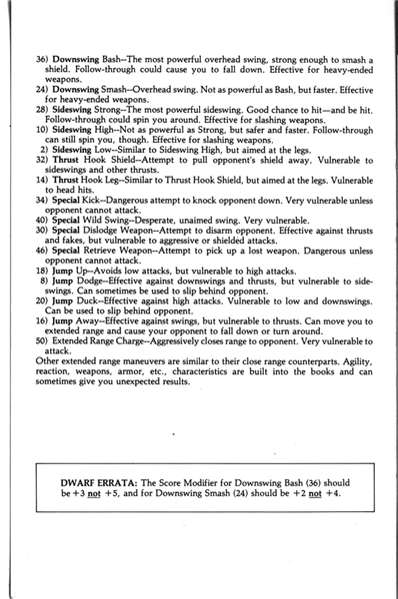 36) Downswing Bash--The most powerful overhead swing, strong enough to smash a
shield. Follow-through could cause you to fall down. Effective for heavy-ended
weapons.
24) Downswing Smash--Overhead swing. Not as powerful as Bash, but faster. Effective
for heavy-ended weapons.
28) Sideswing Strong--The most powerful sideswing. Good chance to hit—and be hit.
Follow-through could spin you around. Effective for slashing weapons.
10) Sideswing High--Not as powerful as Strong, but safer and faster. Follow-through
can still spin you, though. Effective for slashing weapons.
2) Sideswing Low--Similar to Sideswing High, but aimed at the legs.
32) Thrust Hook Shield--Attempt to pull opponent's shield away. Vulnerable to
sideswings and other thrusts.
14) Thrust Hook Leg--Similar to Thrust Hook Shield, but aimed at the legs. Vulnerable
to head hits.
34) Special Kick--Dangerous attempt to knock opponent down. Very vulnerable unless
opponent cannot attack.
40) Special Wild Swing--Desperate, unaimed swing. Very vulnerable.
30) Special Dislodge Weapon--Attempt to disarm opponent. Effective against thrusts
and fakes, but vulnerable to aggressive or shielded attacks.
46) Special Retrieve Weapon--Attempt to pick up a lost weapon. Dangerous unless
opponent cannot attack.
18) Jump Up--Avoids low attacks, but vulnerable to high attacks.
8) Jump Dodge--Effective against downswings and thrusts, but vulnerable to side-
swings. Can sometimes be used to slip behind opponent.
20) Jump Duck--Effective against high attacks. Vulnerable to low and downswings.
Can be used to slip behind opponent.
16) Jump Away--Effective against swings, but vulnerable to thrusts. Can move you to
extended range and cause your opponent to fall down or turn around.
50) Extended Range Charge--Aggressively closes range to opponent. Very vulnerable to
attack.
Other extended range maneuvers are similar to their close range counterparts. Agility,
reaction, weapons, armor, etc., characteristics are built into the books and can
sometimes give you unexpected results.
DWARF ERRATA: The Score Modifier for Downswing Bash (36) should
be +3 not +5, and for Downswing Smash (24) should be +2 not +4.